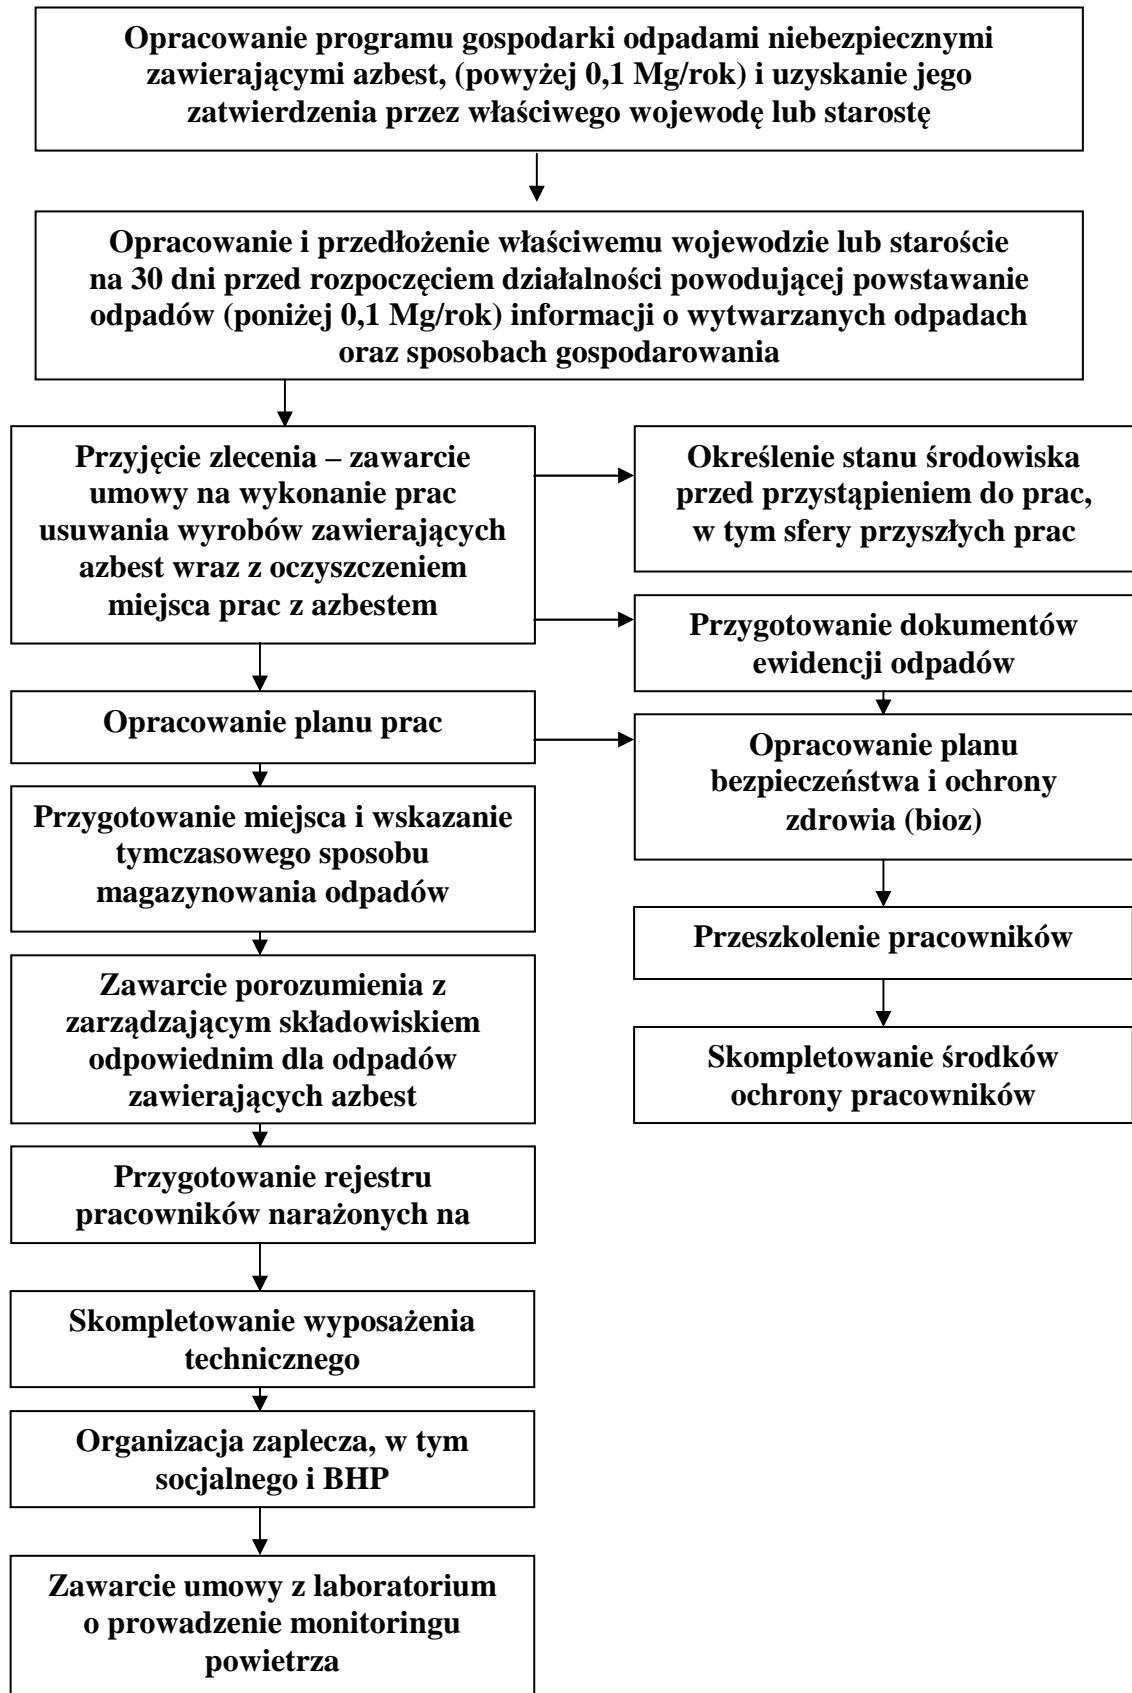 Opracowanie programu gospodarki odpadami niebezpiecznymi
zawierającymi azbest, (powyżej 0,1 Mg/rok) i uzyskanie jego
zatwierdzenia przez właściwego wojewodę lub starostę
Opracowanie i przedłożenie właściwemu wojewodzie lub staroście
na 30 dni przed rozpoczęciem działalności powodującej powstawanie
odpadów (poniżej 0,1 Mg/rok) informacji o wytwarzanych odpadach
oraz sposobach gospodarowania
Przyjęcie zlecenia – zawarcie
umowy na wykonanie prac
usuwania wyrobów zawierających
azbest wraz z oczyszczeniem
miejsca prac z azbestem
Określenie stanu środowiska
przed przystąpieniem do prac,
w tym sfery przyszłych prac
Przygotowanie dokumentów
ewidencji odpadów
Opracowanie planu prac
Opracowanie planu
bezpieczeństwa i ochrony
zdrowia (bioz)
Przygotowanie miejsca i wskazanie
tymczasowego sposobu
magazynowania odpadów
Przeszkolenie pracowników
Zawarcie porozumienia z
zarządzającym składowiskiem
odpowiednim dla odpadów
zawierających azbest
Skompletowanie środków
ochrony pracowników
Przygotowanie rejestru
pracowników narażonych na
Skompletowanie wyposażenia
technicznego
Organizacja zaplecza, w tym
socjalnego i BHP
Zawarcie umowy z laboratorium
o prowadzenie monitoringu
powietrza